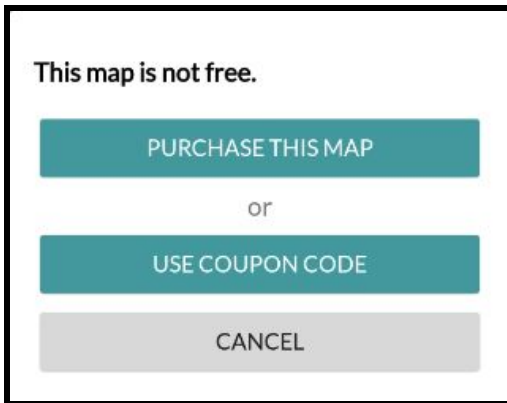 This map is not free.
PURCHASE THIS MAP
or
USE COUPON CODE
CANCEL